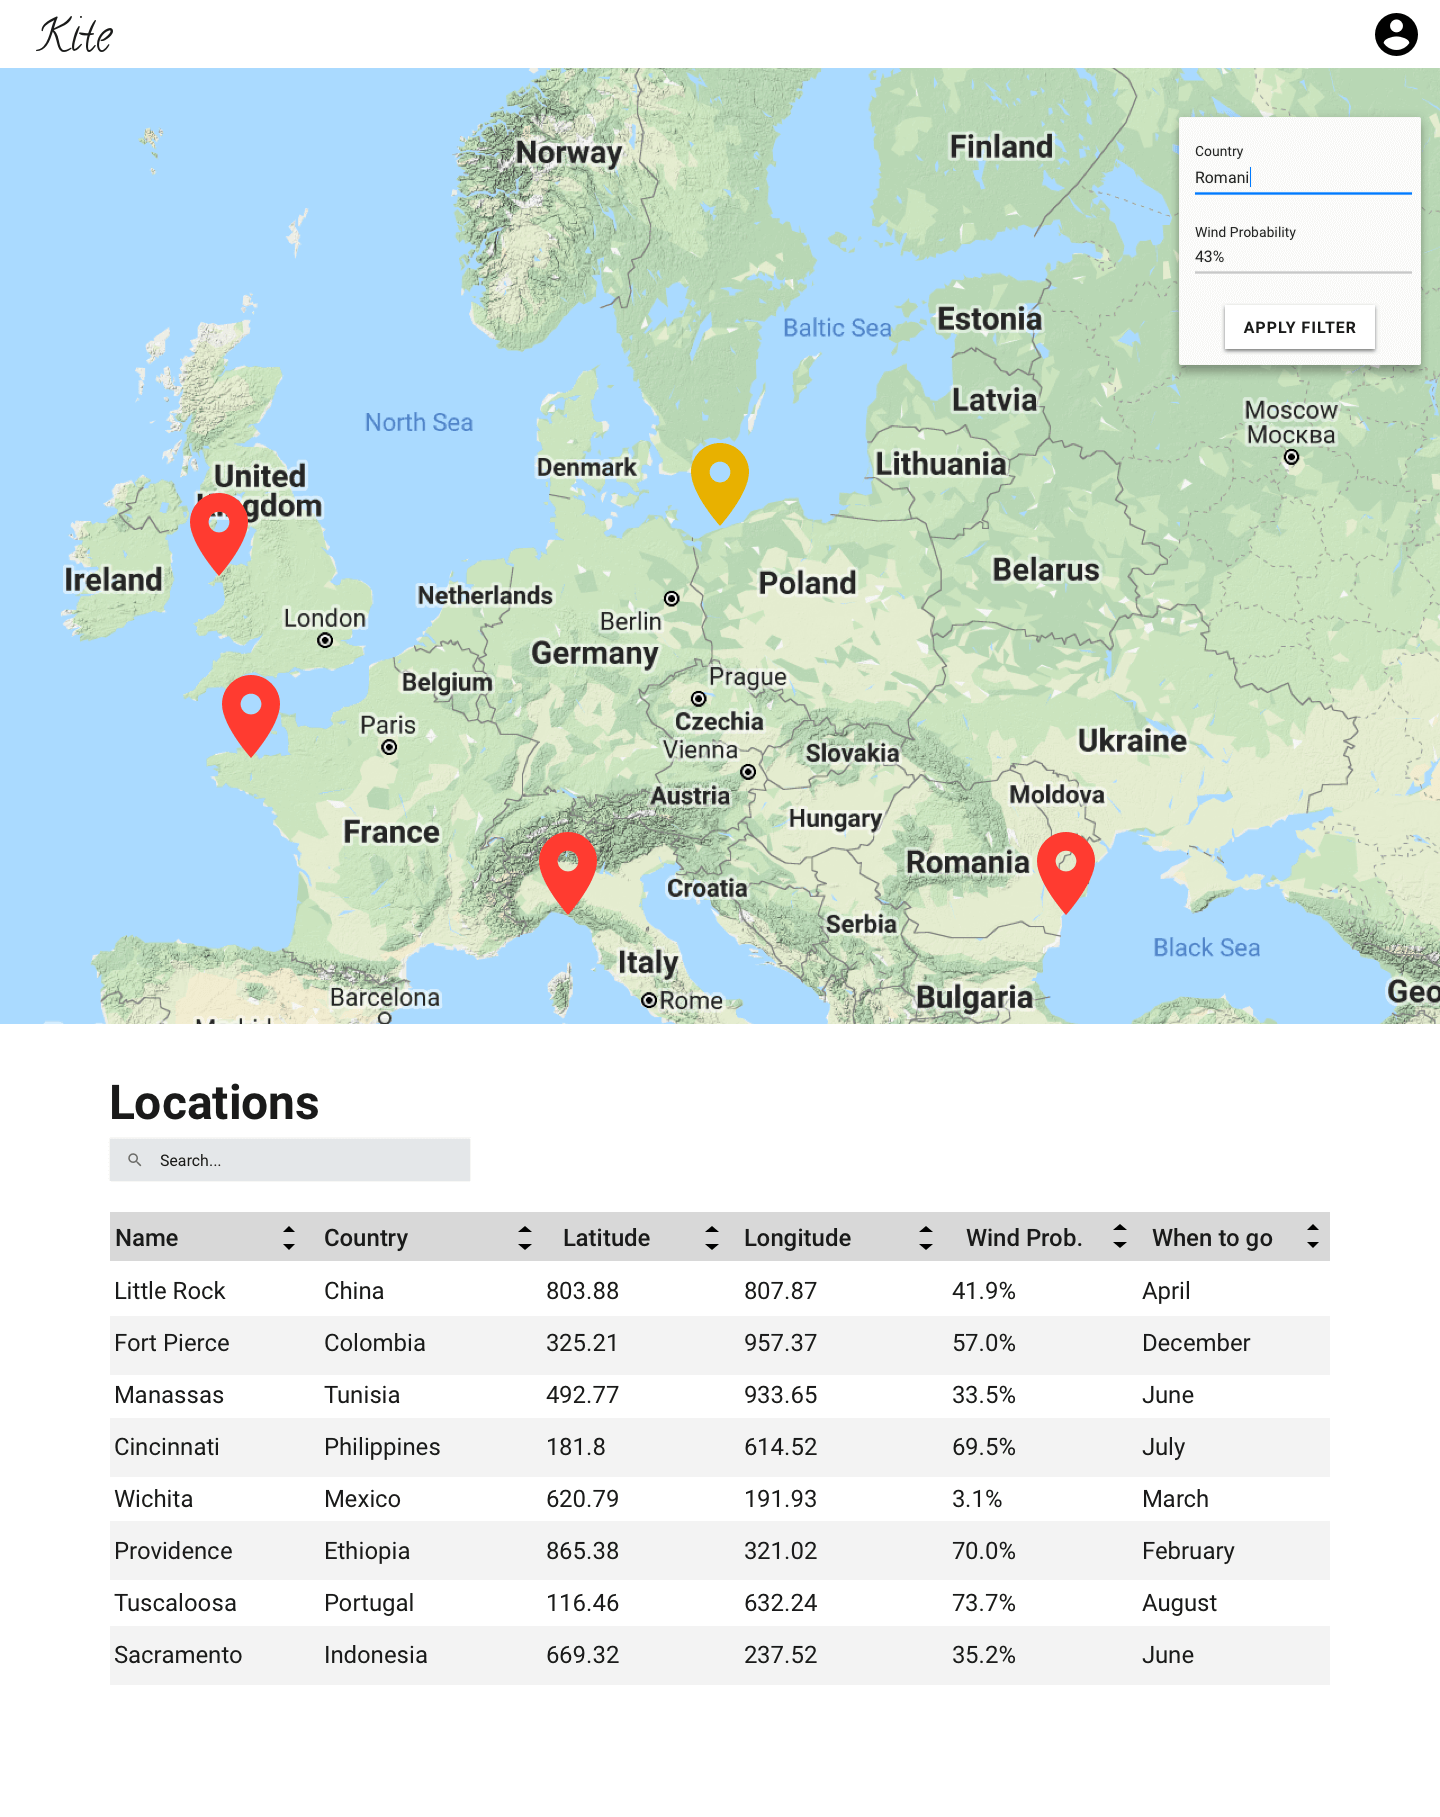 Kite
Norway
Finland
Country
Romani
Wind Probability
43%
APPLY FILTER
Baltic Sea
Estonia
Latvia
Moscow
Москва
North Sea
Denmark
Lithuania
United
Ireland
Netherlands
Poland
Belarus
London
Berlin
Germany
Belgium
Prague
Czechia
Paris
Vienna
Slovakia
Ukraine
Austria
Moldova
Hungary
France
Romania
Croatia
Serbia
Black Sea
Italy
Barcelona
Rome
Bulgaria
Geo
Locations
Search...
Name Country Latitude Longitude Wind Prob. When to go
Little Rock China 803.88 807.87 41.9% April
Fort Pierce Colombia 325.21 957.37 57.0% December
Manassas Tunisia 492.77 933.65 33.5% June
Cincinnati Philippines 181.8 614.52 69.5% July
Wichita Mexico 620.79 191.93 3.1% March
Providence Ethiopia 865.38 321.02 70.0% February
Tuscaloosa Portugal 116.46 632.24 73.7% August
Sacramento Indonesia 669.32 237.52 35.2% June